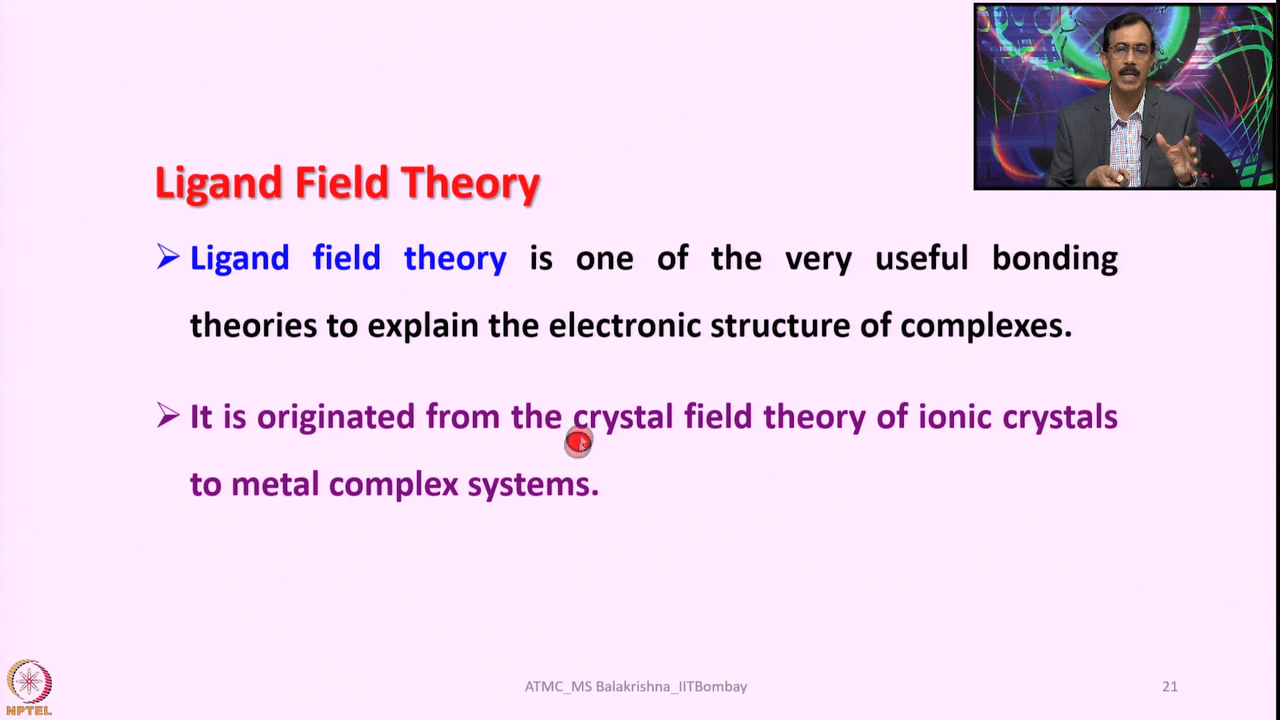 Ligand Field Theory
➢ Ligand field theory is one of the very useful bonding
theories to explain the electronic structure of complexes.
➢ It is originated from the crystal field theory of ionic crystals
to metal complex systems.
NPTEL
ATMC_MS Balakrishna_IITBombay
21